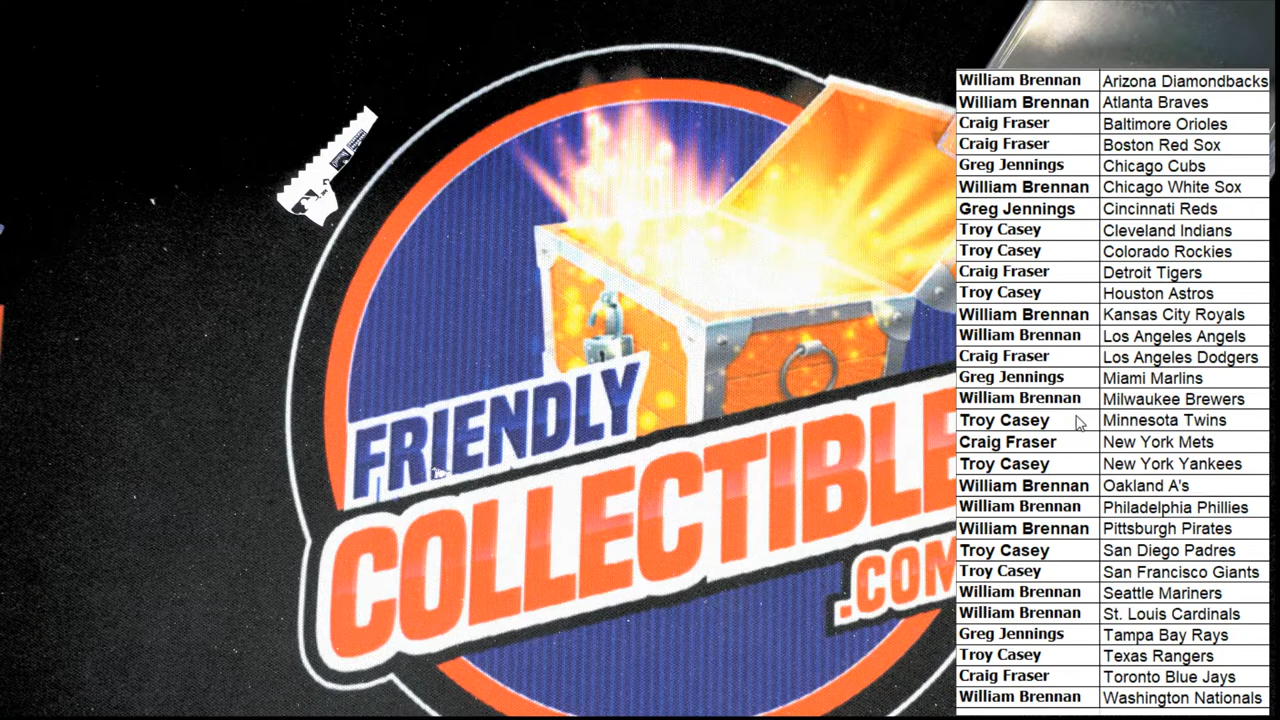 FRIENDLY
COLLECTIBLE
.COM
William Brennan Arizona Diamondbacks
William Brennan Atlanta Braves
Craig Fraser Baltimore Orioles
Craig Fraser Boston Red Sox
Greg Jennings Chicago Cubs
William Brennan Chicago White Sox
Greg Jennings Cincinnati Reds
Troy Casey Cleveland Indians
Troy Casey Colorado Rockies
Craig Fraser Detroit Tigers
Troy Casey Houston Astros
William Brennan Kansas City Royals
William Brennan Los Angeles Angels
Craig Fraser Los Angeles Dodgers
Greg Jennings Miami Marlins
William Brennan Milwaukee Brewers
Troy Casey Minnesota Twins
Craig Fraser New York Mets
Troy Casey New York Yankees
William Brennan Oakland A's
William Brennan Philadelphia Phillies
William Brennan Pittsburgh Pirates
Troy Casey San Diego Padres
Troy Casey San Francisco Giants
William Brennan Seattle Mariners
William Brennan St. Louis Cardinals
Greg Jennings Tampa Bay Rays
Troy Casey Texas Rangers
Craig Fraser Toronto Blue Jays
William Brennan Washington Nationals